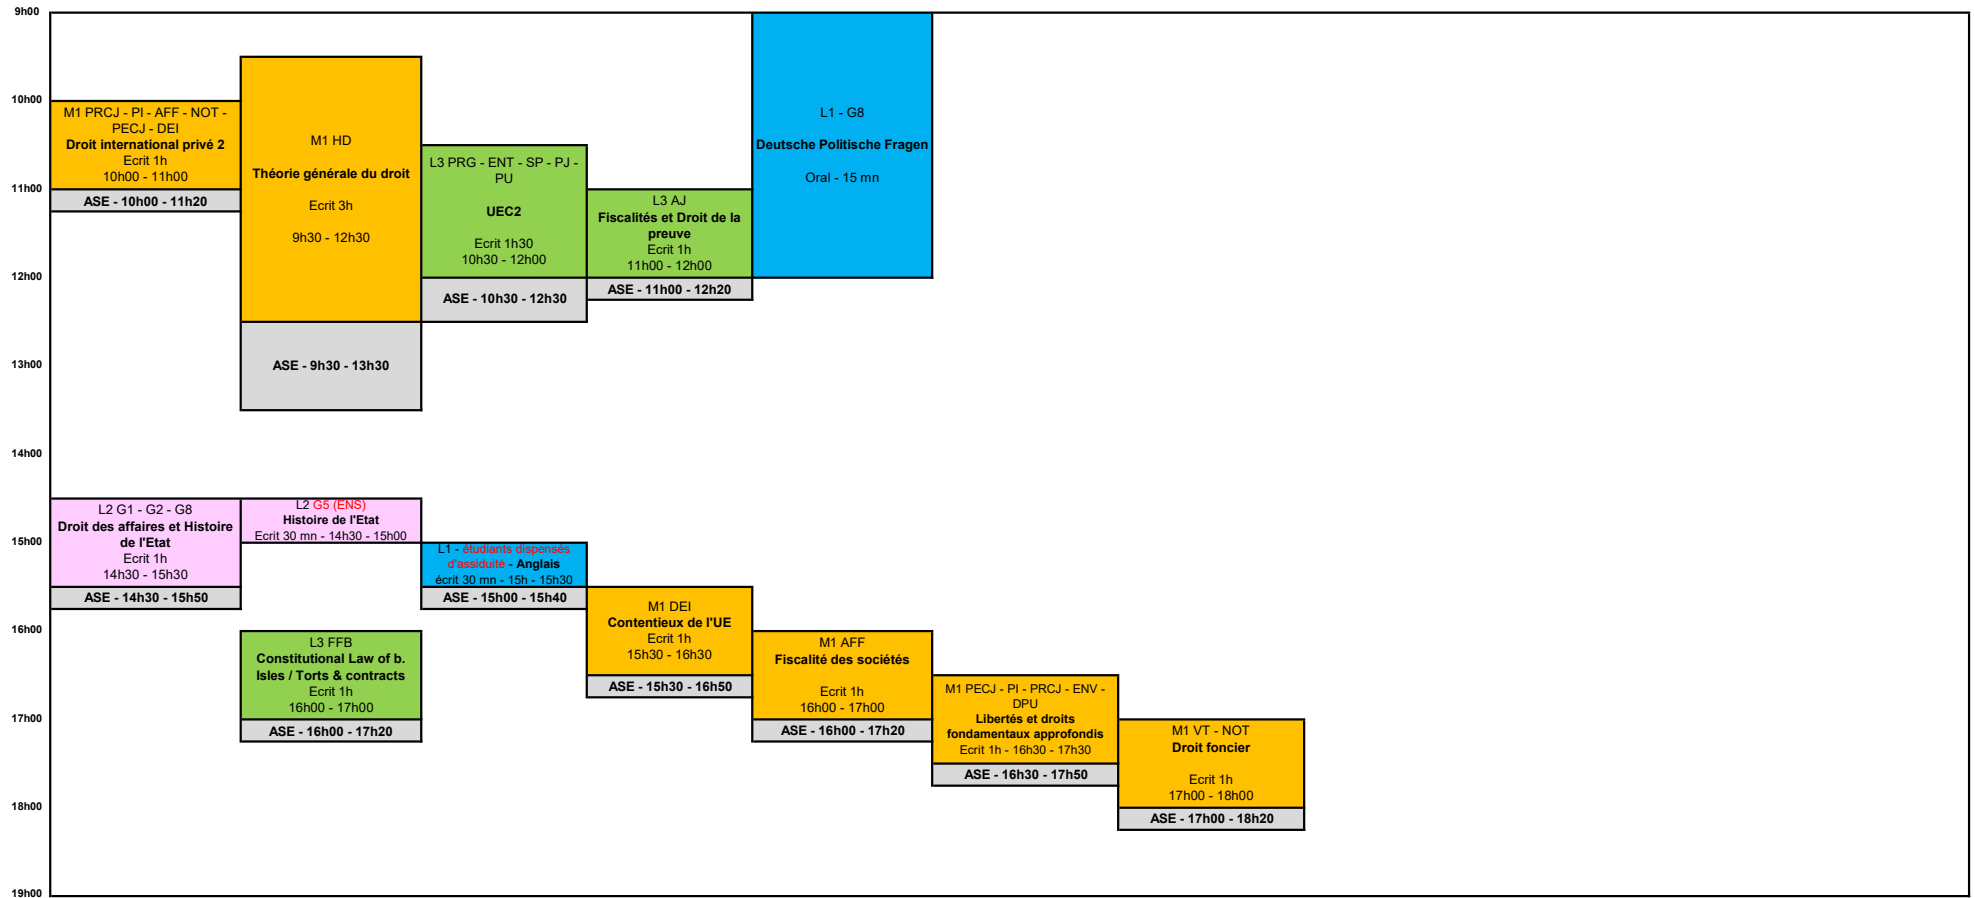 9h00
10h00
11h00
12h00
13h00
14h00
15h00
16h00
17h00
18h00
19h00
M1 PRCJ - PI - AFF - NOT -
PECJ - DEI
Droit international privé 2
Ecrit 1h
10h00 - 11h00
ASE - 10h00 - 11h20
M1 HD
Théorie générale du droit
Ecrit 3h
9h30 - 12h30
ASE - 9h30 - 13h30
L3 PRG - ENT - SP - PJ -
PU
UEC2
Ecrit 1h30
10h30 - 12h00
ASE - 10h30 - 12h30
L3 AJ
Fiscalités et Droit de la
preuve
Ecrit 1h
11h00 - 12h00
ASE - 11h00 - 12h20
L1 - G8
Deutsche Politische Fragen
Oral - 15 mn
L2 G1 - G2 - G8
Droit des affaires et Histoire
de l'Etat
Ecrit 1h
14h30 - 15h30
ASE - 14h30 - 15h50
L2 G5 (ENS)
Histoire de l'Etat
Ecrit 30 mn - 14h30 - 15h00
L1 - étudiants dispensés
d'assiduité - Anglais
écrit 30 mn - 15h - 15h30
ASE - 15h00 - 15h40
L3 FFB
Constitutional Law of b.
Isles / Torts & contracts
Ecrit 1h
16h00 - 17h00
ASE - 16h00 - 17h20
M1 DEI
Contentieux de l'UE
Ecrit 1h
15h30 - 16h30
ASE - 15h30 - 16h50
M1 AFF
Fiscalité des sociétés
Ecrit 1h
16h00 - 17h00
ASE - 16h00 - 17h20
M1 PECJ - PI - PRCJ - ENV -
DPU
Libertés et droits
fondamentaux approfondis
Ecrit 1h - 16h30 - 17h30
ASE - 16h30 - 17h50
M1 VT - NOT
Droit foncier
Ecrit 1h
17h00 - 18h00
ASE - 17h00 - 18h20